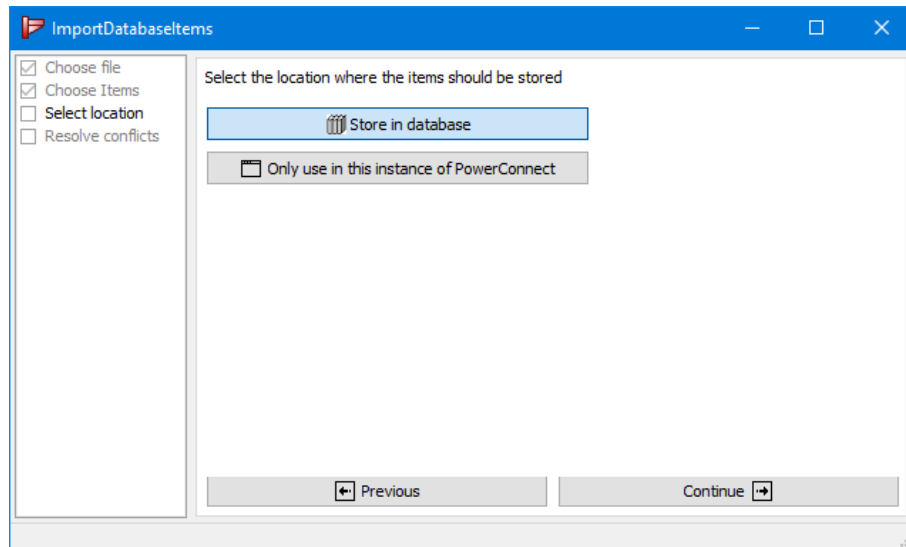 ImportDatabaseItems
Choose file
Choose Items
Select location
Resolve conflicts
Select the location where the items should be stored
Store in database
Only use in this instance of PowerConnect
Previous
Continue